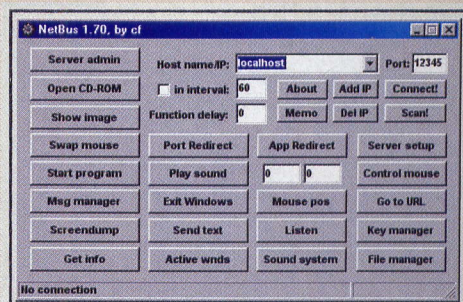 NetBus 1.70, by cf
Server admin
Host name/IP: localhost Port: 12345
Open CD-ROM
in interval: 60 About Add IP Connect!
Show image
Function delay: 0 Memo Del IP Scan!
Swap mouse Port Redirect App Redirect Server setup
Start program Play sound 0 0 Control mouse
Msg manager Exit Windows Mouse pos Go to URL
Screendump Send text Listen Key manager
Get info Active wnds Sound system File manager
No connection